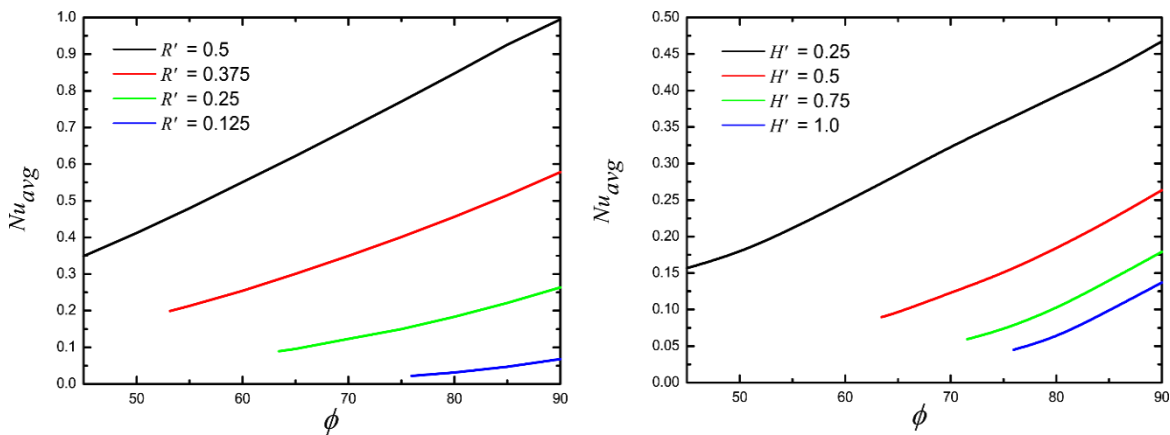 1.0
0.9
0.8
0.7
0.6
0.5
0.4
0.3
0.2
0.1
0.0
Nu_avg
R' = 0.5
R' = 0.375
R' = 0.25
R' = 0.125
50 60 70 80 90
ϕ
0.50
0.45
0.40
0.35
0.30
0.25
0.20
0.15
0.10
0.05
0.00
Nu_avg
H' = 0.25
H' = 0.5
H' = 0.75
H' = 1.0
50 60 70 80 90
ϕ